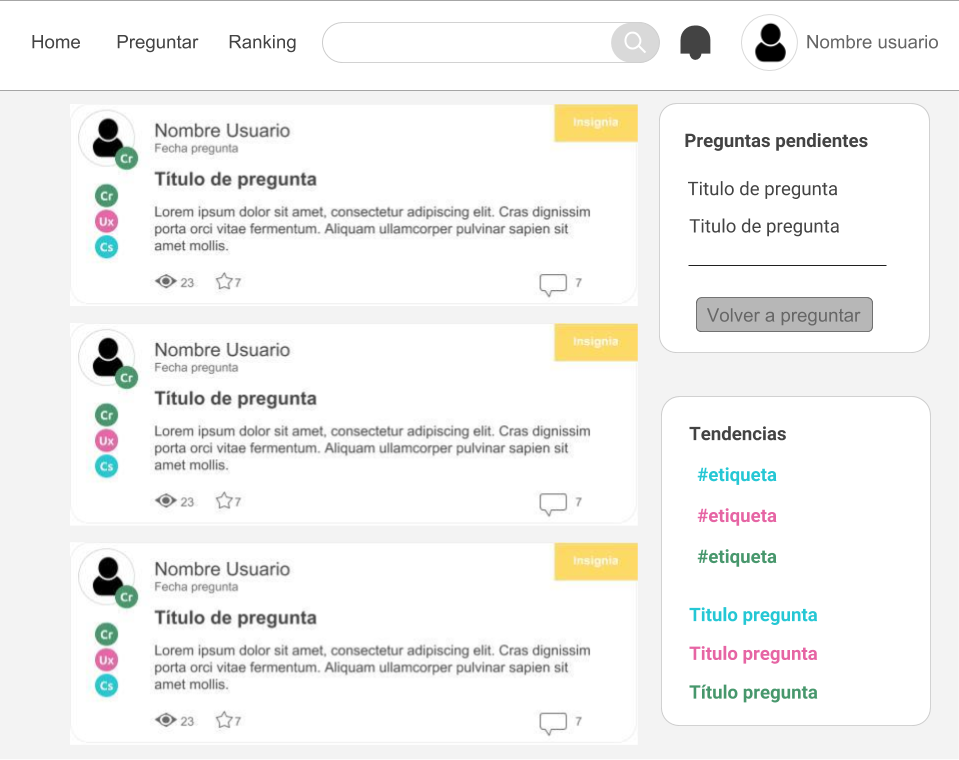 Home Preguntar Ranking Nombre usuario
Nombre Usuario
Insignia
Fecha pregunta
Cr
Título de pregunta
Cr
Ux
Cs
Lorem ipsum dolor sit amet, consectetur adipiscing elit. Cras dignissim
porta orci vitae fermentum. Aliquam ullamcorper pulvinar sapien sit
amet mollis.
23 7 7
Nombre Usuario
Insignia
Fecha pregunta
Cr
Título de pregunta
Cr
Ux
Cs
Lorem ipsum dolor sit amet, consectetur adipiscing elit. Cras dignissim
porta orci vitae fermentum. Aliquam ullamcorper pulvinar sapien sit
amet mollis.
23 7 7
Nombre Usuario
Insignia
Fecha pregunta
Cr
Título de pregunta
Cr
Ux
Cs
Lorem ipsum dolor sit amet, consectetur adipiscing elit. Cras dignissim
porta orci vitae fermentum. Aliquam ullamcorper pulvinar sapien sit
amet mollis.
23 7 7
Preguntas pendientes
Titulo de pregunta
Titulo de pregunta
Volver a preguntar
Tendencias
#etiqueta
#etiqueta
#etiqueta
Titulo pregunta
Titulo pregunta
Título pregunta